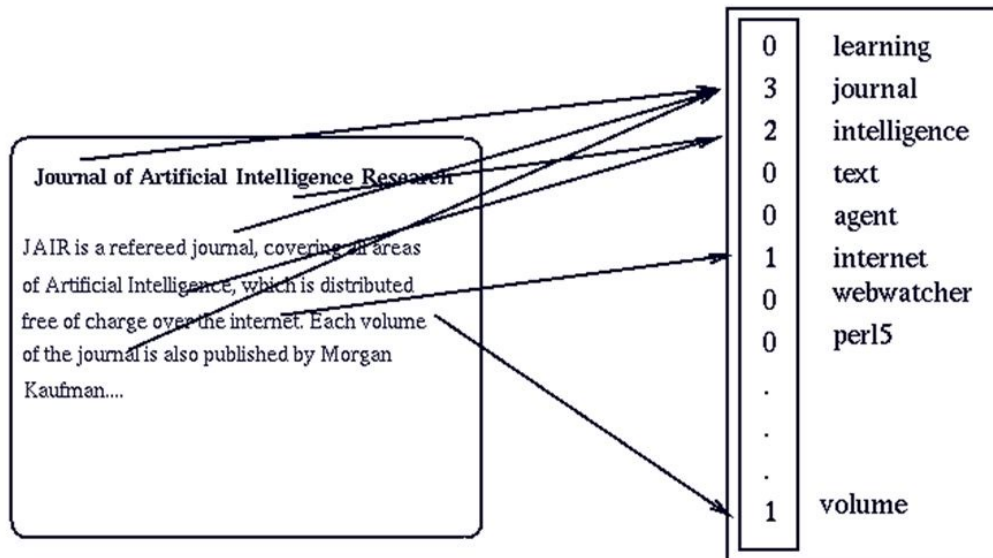 Journal of Artificial Intelligence Research
JAIR is a refereed journal, covering all areas
of Artificial Intelligence, which is distributed
free of charge over the internet. Each volume
of the journal is also published by Morgan
Kaufman....
0 learning
3 journal
2 intelligence
0 text
0 agent
1 internet
0 webwatcher
0 perl5
.
.
.
1 volume